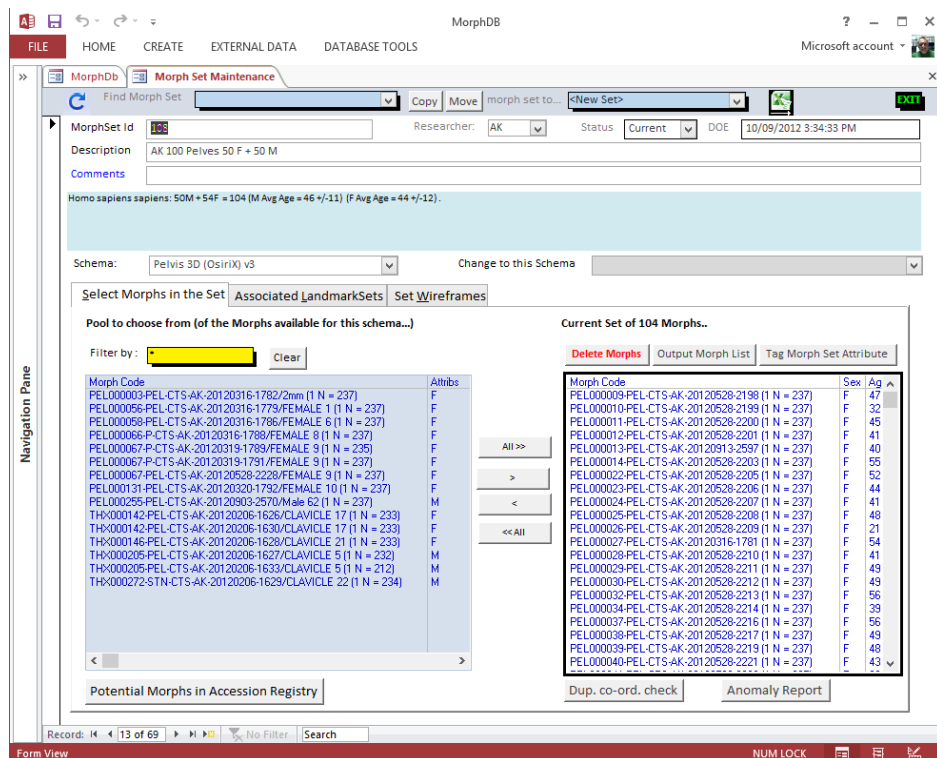 MorphDB
?
FILE HOME CREATE EXTERNAL DATA DATABASE TOOLS Microsoft account
MorphDb Morph Set Maintenance
Find Morph Set Copy Move morph set to... <New Set> EXIT
MorphSet Id 108 Researcher: AK Status Current DOE 10/09/2012 3:34:33 PM
Description AK 100 Pelves 50 F + 50 M
Comments
Homo sapiens sapiens: 50M + 54F = 104 (M Avg Age = 46 +/-11) (F Avg Age = 44 +/-12) .
Schema: Pelvis 3D (OsiriX) v3 Change to this Schema
Select Morphs in the Set Associated LandmarkSets Set Wireframes
Pool to choose from (of the Morphs available for this schema...) Current Set of 104 Morphs..
Filter by : * Clear Delete Morphs Output Morph List Tag Morph Set Attribute
Morph Code Attribs
PEL000003-PEL-CTS-AK-20120316-1782/2mm (1 N = 237) F
PEL000056-PEL-CTS-AK-20120316-1779/FEMALE 1 (1 N = 237) F
PEL000058-PEL-CTS-AK-20120316-1786/FEMALE 6 (1 N = 237) F
PEL000066-P-CTS-AK-20120316-1788/FEMALE 8 (1 N = 237) F
PEL000067-P-CTS-AK-20120319-1789/FEMALE 9 (1 N = 235) F
PEL000067-P-CTS-AK-20120319-1791/FEMALE 9 (1 N = 237) F
PEL000067-PEL-CTS-AK-20120528-2228/FEMALE 9 (1 N = 237) F
PEL000131-PEL-CTS-AK-20120320-1792/FEMALE 10 (1 N = 237) F
PEL000255-PEL-CTS-AK-20120903-2570/Male 62 (1 N = 237) M
THX000142-PEL-CTS-AK-20120206-1626/CLAVICLE 17 (1 N = 233) F
THX000142-PEL-CTS-AK-20120206-1630/CLAVICLE 17 (1 N = 233) F
THX000146-PEL-CTS-AK-20120206-1628/CLAVICLE 21 (1 N = 233) F
THX000205-PEL-CTS-AK-20120206-1627/CLAVICLE 5 (1 N = 232) M
THX000205-PEL-CTS-AK-20120206-1633/CLAVICLE 5 (1 N = 212) M
THX000272-STN-CTS-AK-20120206-1629/CLAVICLE 22 (1 N = 234) M
All >>
>
<
<< All
Morph Code Sex Ag
PEL000009-PEL-CTS-AK-20120528-2198 (1 N = 237) F 47
PEL000010-PEL-CTS-AK-20120528-2199 (1 N = 237) F 32
PEL000011-PEL-CTS-AK-20120528-2200 (1 N = 237) F 45
PEL000012-PEL-CTS-AK-20120528-2201 (1 N = 237) F 41
PEL000013-PEL-CTS-AK-20120913-2597 (1 N = 237) F 40
PEL000014-PEL-CTS-AK-20120528-2203 (1 N = 237) F 55
PEL000022-PEL-CTS-AK-20120528-2205 (1 N = 237) F 52
PEL000023-PEL-CTS-AK-20120528-2206 (1 N = 237) F 44
PEL000024-PEL-CTS-AK-20120528-2207 (1 N = 237) F 41
PEL000025-PEL-CTS-AK-20120528-2208 (1 N = 237) F 48
PEL000026-PEL-CTS-AK-20120528-2209 (1 N = 237) F 21
PEL000027-PEL-CTS-AK-20120316-1781 (1 N = 237) F 54
PEL000028-PEL-CTS-AK-20120528-2210 (1 N = 237) F 41
PEL000029-PEL-CTS-AK-20120528-2211 (1 N = 237) F 49
PEL000030-PEL-CTS-AK-20120528-2212 (1 N = 237) F 49
PEL000032-PEL-CTS-AK-20120528-2213 (1 N = 237) F 56
PEL000034-PEL-CTS-AK-20120528-2214 (1 N = 237) F 39
PEL000037-PEL-CTS-AK-20120528-2216 (1 N = 237) F 56
PEL000038-PEL-CTS-AK-20120528-2217 (1 N = 237) F 49
PEL000039-PEL-CTS-AK-20120528-2219 (1 N = 237) F 48
PEL000040-PEL-CTS-AK-20120528-2221 (1 N = 237) F 43
Potential Morphs in Accession Registry Dup. co-ord. check Anomaly Report
Navigation Pane
Record: 13 of 69 No Filter Search
Form View NUM LOCK